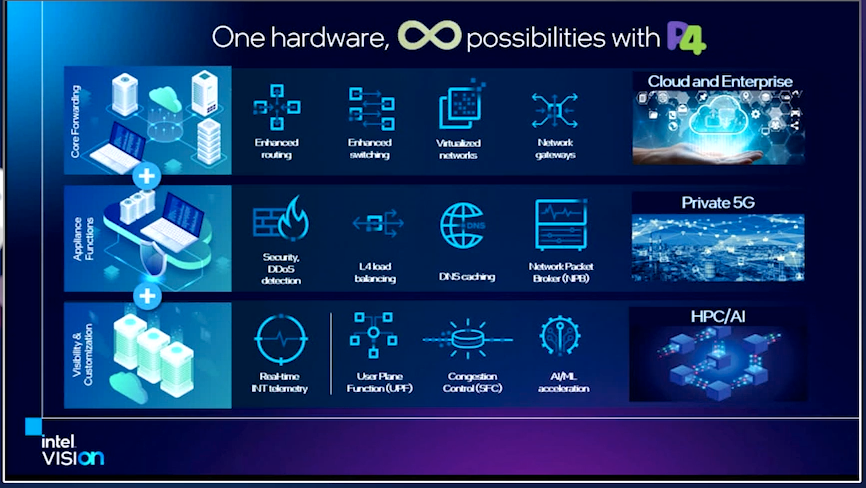 One hardware, ∞ possibilities with P4
Core Forwarding
Enhanced
routing
Enhanced
switching
Virtualized
networks
Network
gateways
Cloud and Enterprise
Appliance
Functions
Security,
DDoS
detection
L4 load
balancing
DNS
DNS caching
Network Packet
Broker (NPB)
Private 5G
Visibility &
Customization
Real-time
INT telemetry
User Plane
Function (UPF)
Congestion
Control (SFC)
AI/ML
acceleration
HPC/AI
intel.
VISION